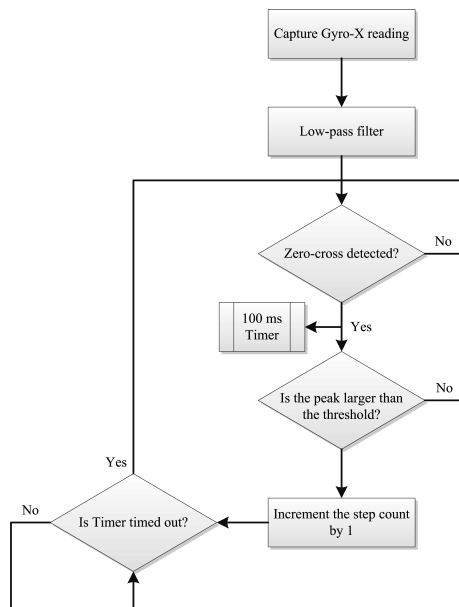 Capture Gyro-X reading
Low-pass filter
Zero-cross detected?
No
100 ms
Timer
Yes
Is the peak larger than
the threshold?
No
Yes
Increment the step count
by 1
Is Timer timed out?
No